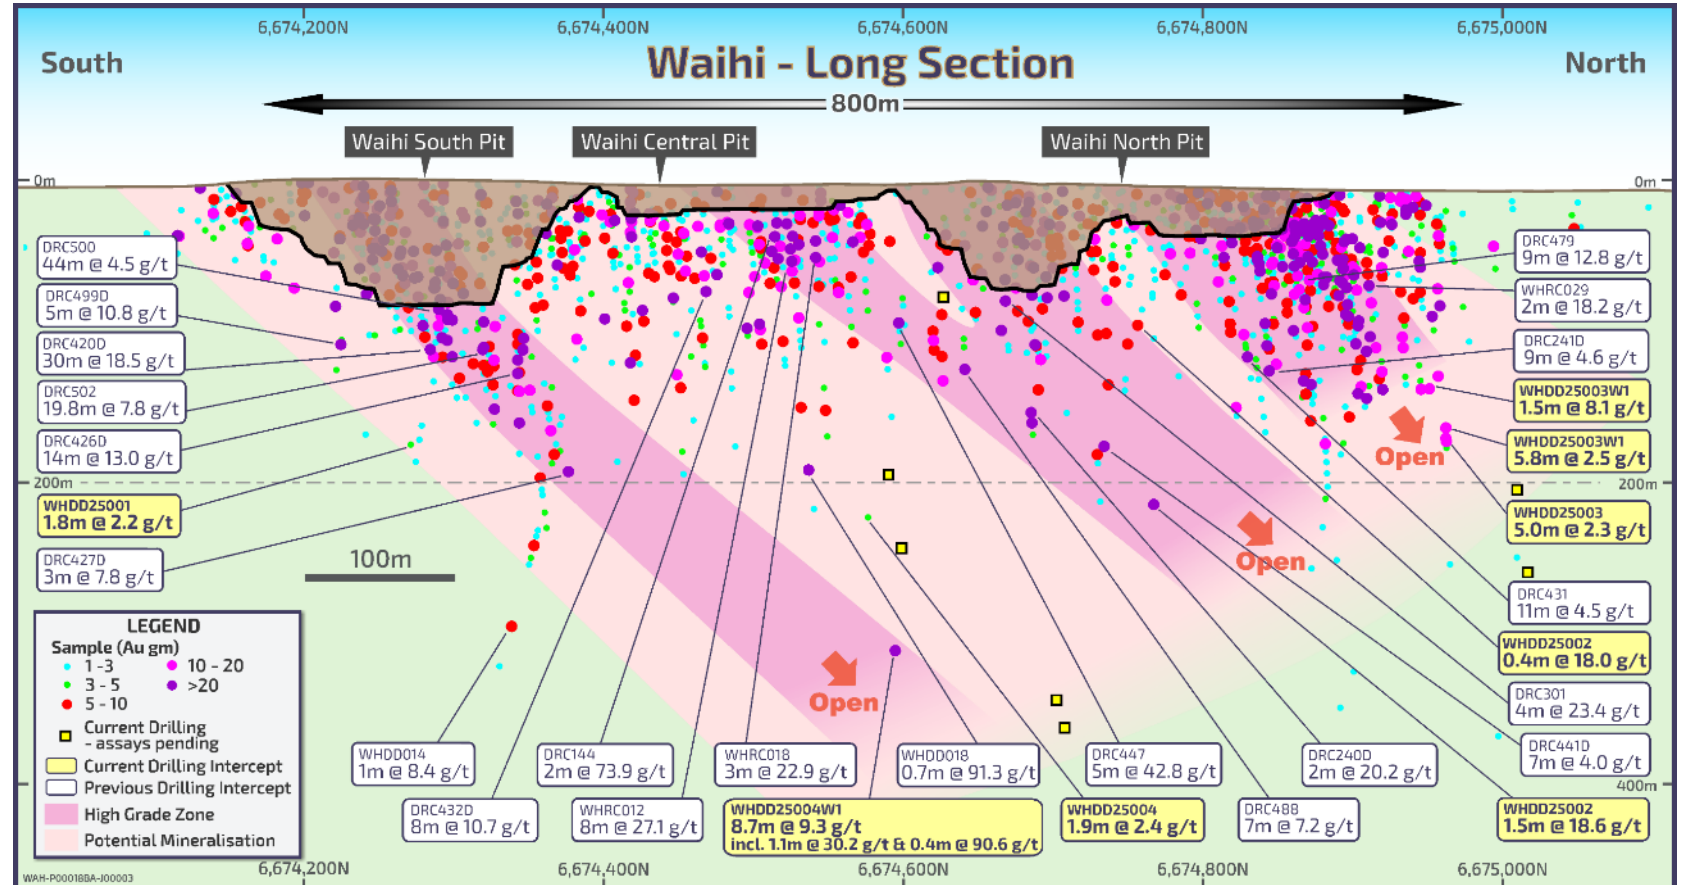 6,674,200N 6,674,400N 6,674,600N 6,674,800N 6,675,000N
South
Waihi - Long Section
North
800m
Waihi South Pit
Waihi Central Pit
Waihi North Pit
0m
0m
DRC500
44m @ 4.5 g/t
DRC499D
5m @ 10.8 g/t
DRC420D
30m @ 18.5 g/t
DRC502
19.8m @ 7.8 g/t
DRC426D
14m @ 13.0 g/t
WHDD25001
1.8m @ 2.2 g/t
DRC427D
3m @ 7.8 g/t
200m
200m
100m
DRC479
9m @ 12.8 g/t
WHRC029
2m @ 18.2 g/t
DRC241D
9m @ 4.6 g/t
WHDD25003W1
1.5m @ 8.1 g/t
WHDD25003W1
5.8m @ 2.5 g/t
WHDD25003
5.0m @ 2.3 g/t
DRC431
11m @ 4.5 g/t
WHDD25002
0.4m @ 18.0 g/t
DRC301
4m @ 23.4 g/t
DRC441D
7m @ 4.0 g/t
400m
WHDD25002
1.5m @ 18.6 g/t
Open
Open
Open
WHDD014
1m @ 8.4 g/t
DRC144
2m @ 73.9 g/t
WHRC018
3m @ 22.9 g/t
WHDD018
0.7m @ 91.3 g/t
DRC447
5m @ 42.8 g/t
DRC240D
2m @ 20.2 g/t
DRC432D
8m @ 10.7 g/t
WHRC012
8m @ 27.1 g/t
WHDD25004W1
8.7m @ 9.3 g/t
incl. 1.1m @ 30.2 g/t & 0.4m @ 90.6 g/t
WHDD25004
1.9m @ 2.4 g/t
DRC488
7m @ 7.2 g/t
LEGEND
Sample (Au gm)
1 -3
10 - 20
3 - 5
>20
5 - 10
Current Drilling
- assays pending
Current Drilling Intercept
Previous Drilling Intercept
High Grade Zone
Potential Mineralisation
WAH-P00018BA-J00003
6,674,200N 6,674,400N 6,674,600N 6,674,800N 6,675,000N